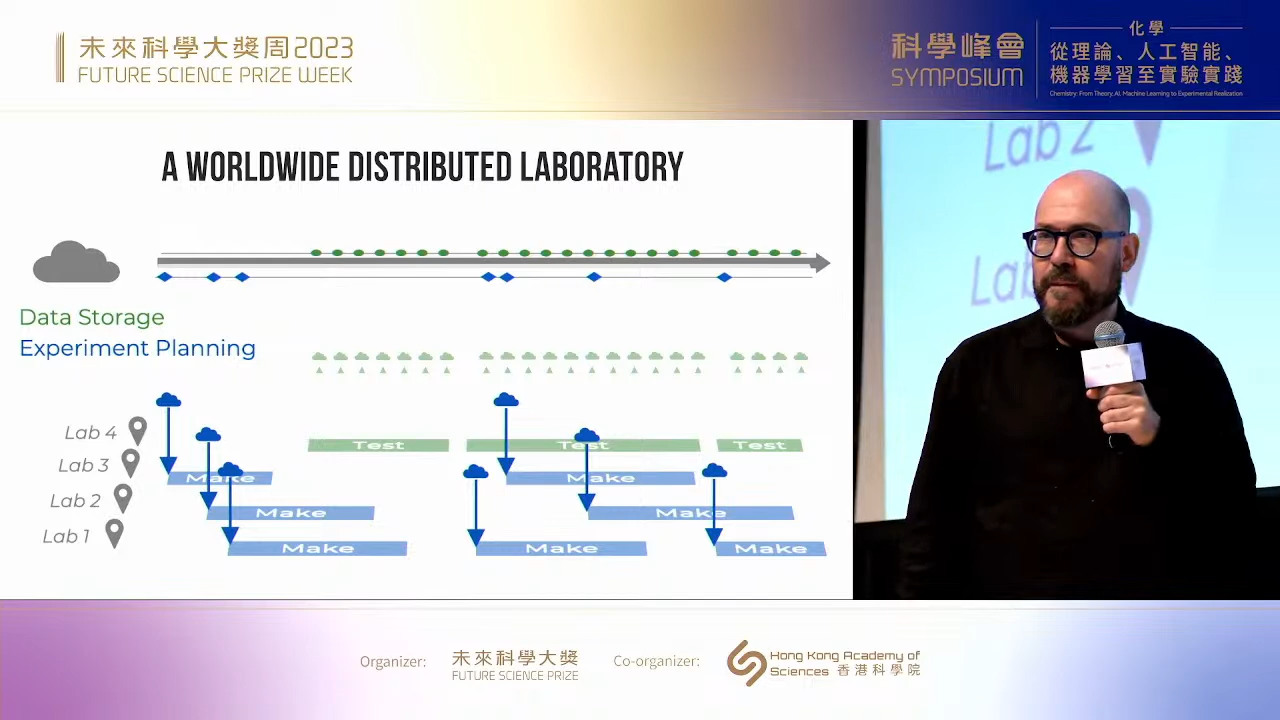 未來科學大獎周2023
FUTURE SCIENCE PRIZE WEEK
科學峰會
SYMPOSIUM
化學
從理論、人工智能、
機器學習至實驗實踐
Chemistry: From Theory, AI, Machine Learning to Experimental Realization
A WORLDWIDE DISTRIBUTED LABORATORY
Data Storage
Experiment Planning
Lab 4
Test
Test
Test
Lab 3
Make
Make
Lab 2
Make
Make
Lab 1
Make
Make
Make
Lab 2
Lab
Organizer:
未來科學大獎
FUTURE SCIENCE PRIZE
Co-organizer:
Hong Kong Academy of
Sciences 香港科學院